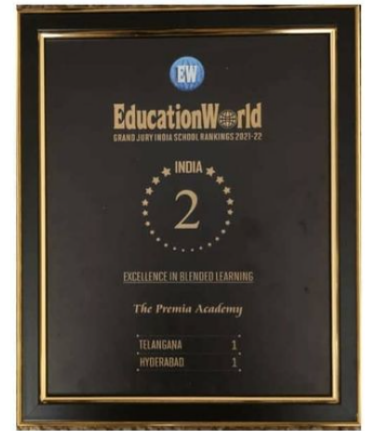 EW
EducationWorld
GRAND JURY INDIA SCHOOL RANKINGS 2021-22
INDIA
2
EXCELLENCE IN BLENDED LEARNING
The Premia Academy
TELANGANA 1
HYDERABAD 1